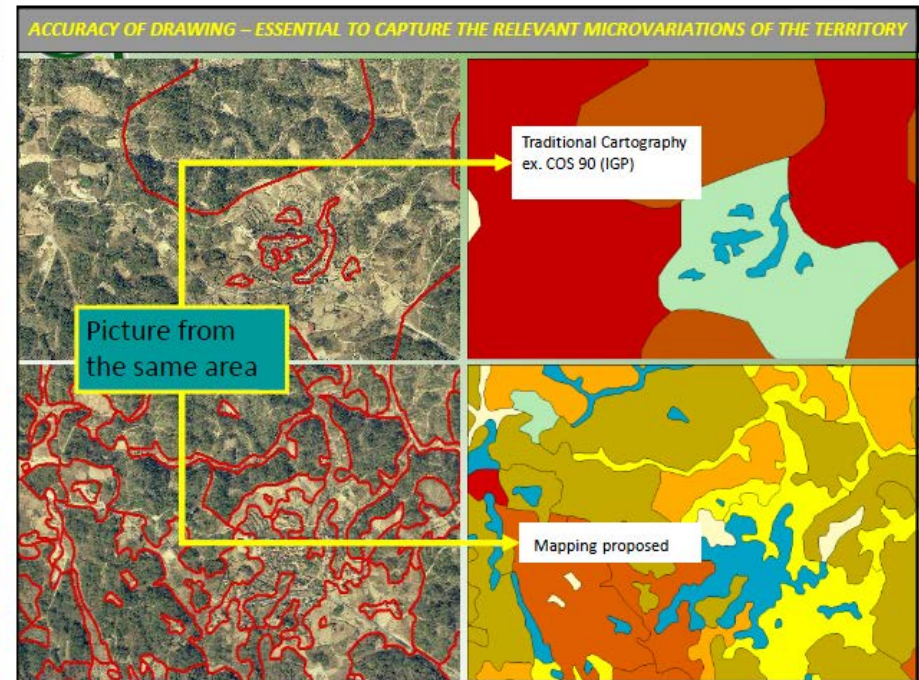 ACCURACY OF DRAWING – ESSENTIAL TO CAPTURE THE RELEVANT MICROVARIATIONS OF THE TERRITORY
Traditional Cartography
ex. COS 90 (IGP)
Picture from
the same area
Mapping proposed